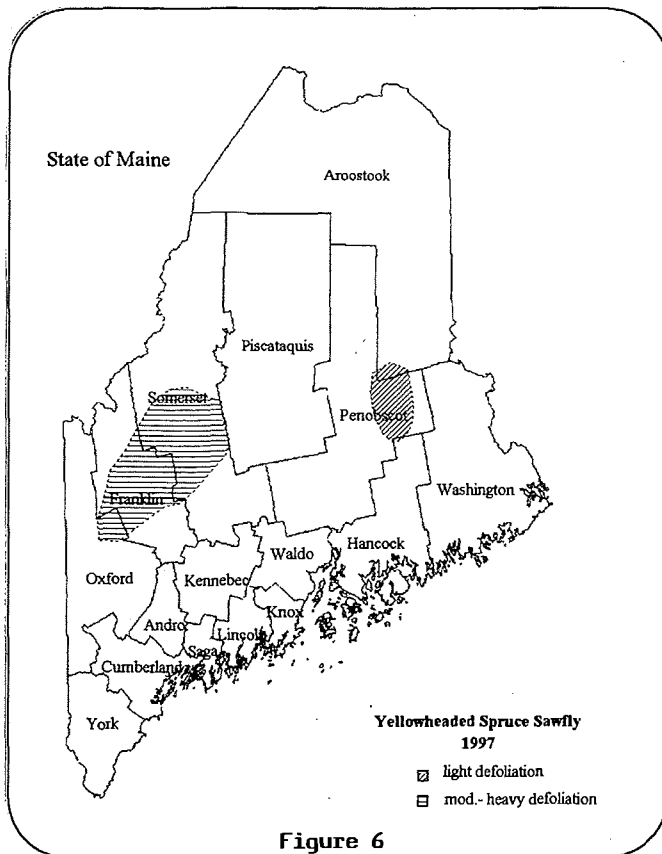 State of Maine
Aroostook
Piscataquis
Somerset
Penobscot
Franklin
Washington
Hancock
Waldo
Oxford
Kennebec
Knox
Andro
Lincoln
Saga
Cumberland
York
Yellowheaded Spruce Sawfly
1997
light defoliation
mod.- heavy defoliation
Figure 6